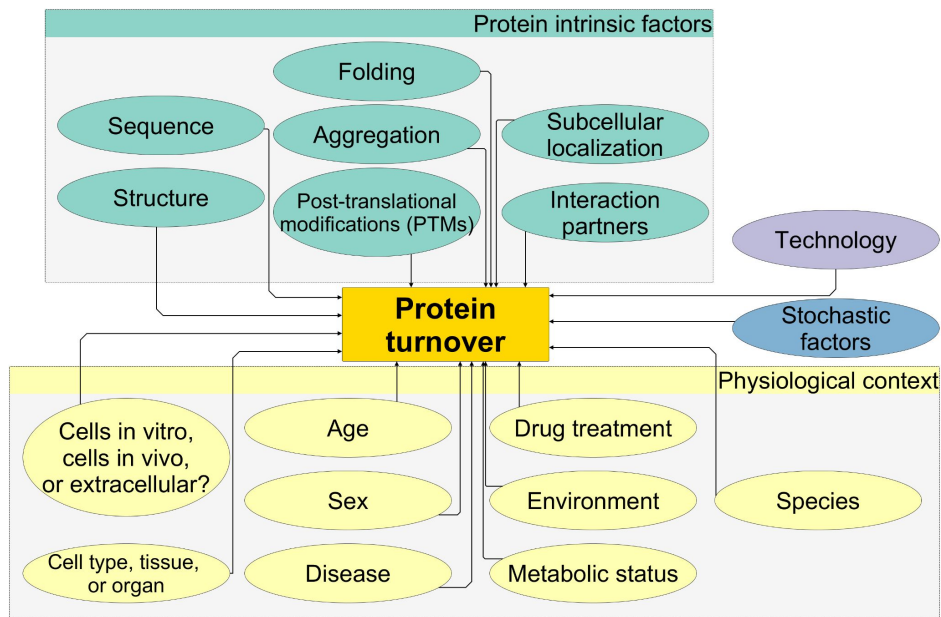 Protein intrinsic factors
Folding
Sequence
Aggregation
Subcellular
localization
Structure
Post-translational
modifications (PTMs)
Interaction
partners
Technology
Protein
turnover
Stochastic
factors
Physiological context
Cells in vitro,
cells in vivo,
or extracellular?
Age
Drug treatment
Sex
Environment
Species
Cell type, tissue,
or organ
Disease
Metabolic status